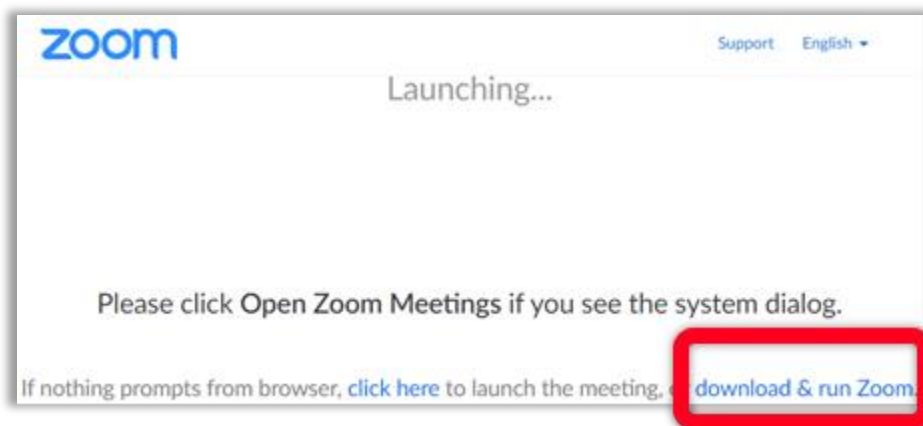 zoom
Support English
Launching...
Please click Open Zoom Meetings if you see the system dialog.
If nothing prompts from browser, click here to launch the meeting, download & run Zoom